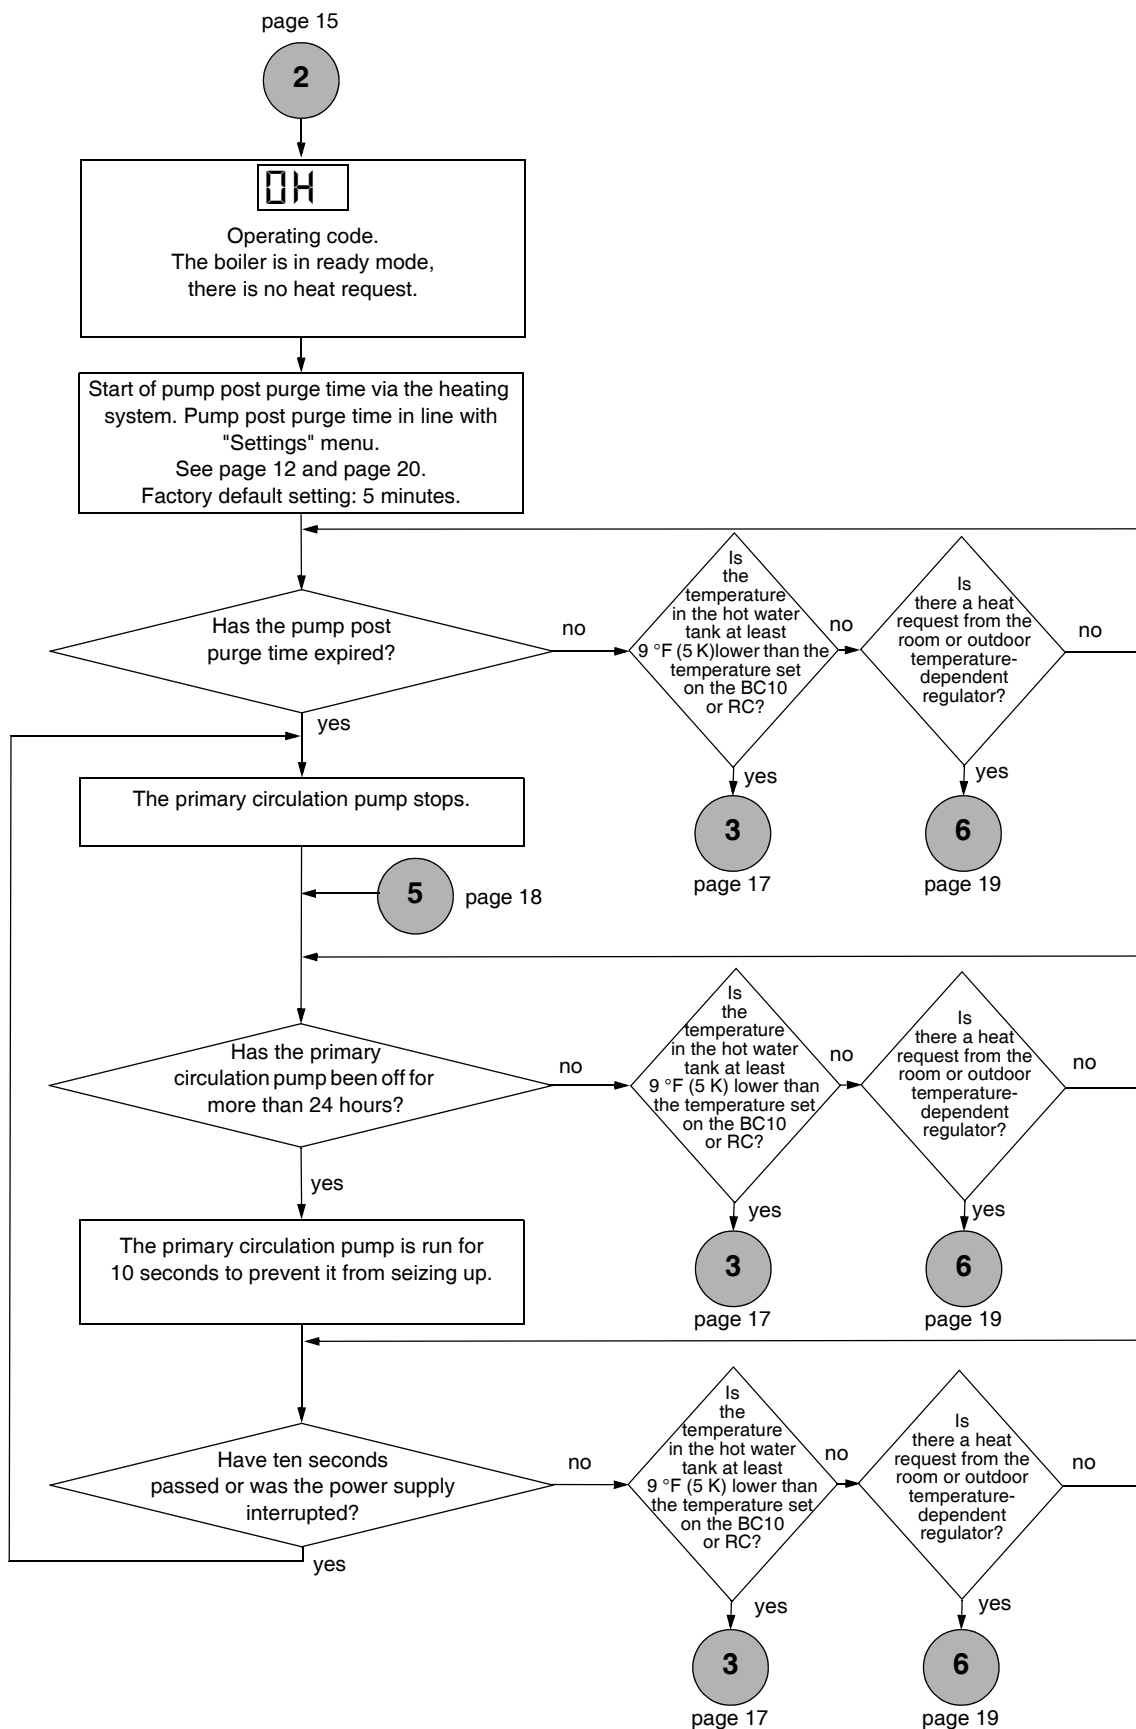 page 15
2
0H
Operating code.
The boiler is in ready mode,
there is no heat request.
Start of pump post purge time via the heating
system. Pump post purge time in line with
"Settings" menu.
See page 12 and page 20.
Factory default setting: 5 minutes.
Has the pump post
purge time expired?
no
Is
the
temperature
in the hot water
tank at least
9 °F (5 K)lower than the
temperature set
on the BC10
or RC?
no
Is
there a heat
request from the
room or outdoor
temperature-
dependent
regulator?
no
yes
yes
yes
The primary circulation pump stops.
3
6
page 17
page 19
5
page 18
Has the primary
circulation pump been off for
more than 24 hours?
no
Is
the
temperature
in the hot water
tank at least
9 °F (5 K) lower than
the temperature set
on the BC10
or RC?
no
Is
there a heat
request from the
room or outdoor
temperature-
dependent
regulator?
no
yes
yes
yes
The primary circulation pump is run for
10 seconds to prevent it from seizing up.
3
6
page 17
page 19
Have ten seconds
passed or was the power supply
interrupted?
no
Is
the
temperature
in the hot water
tank at least
9 °F (5 K) lower than
the temperature set
on the BC10
or RC?
no
Is
there a heat
request from the
room or outdoor
temperature-
dependent
regulator?
no
yes
yes
yes
3
6
page 17
page 19